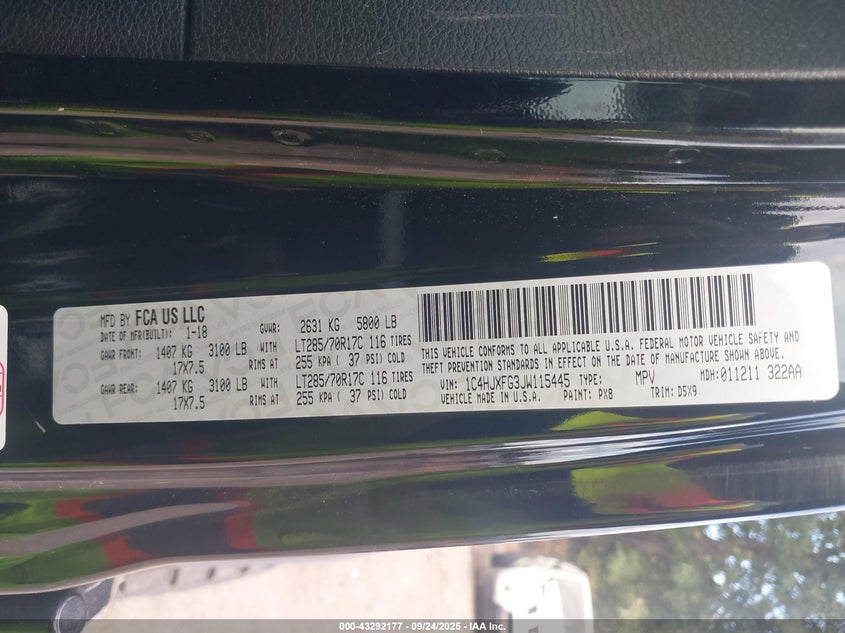 MFD BY FCA US LLC
DATE OF MFR(BUILT): 1-18 GVWR: 2631 KG 5800 LB
GAWR FRONT: 1407 KG 3100 LB WITH LT285/70R17C 116 TIRES
17X7.5 RIMS AT 255 KPA ( 37 PSI) COLD
GAWR REAR: 1407 KG 3100 LB WITH LT285/70R17C 116 TIRES
17X7.5 RIMS AT 255 KPA ( 37 PSI) COLD
THIS VEHICLE CONFORMS TO ALL APPLICABLE U.S.A. FEDERAL MOTOR VEHICLE SAFETY AND
THEFT PREVENTION STANDARDS IN EFFECT ON THE DATE OF MANUFACTURE SHOWN ABOVE.
VIN: 1C4HJXFG3JW115445 TYPE: MPV MDH: 011211 322AA
VEHICLE MADE IN U.S.A. PAINT: PX8 TRIM: D5X9
000-43292177 - 09/24/2025 - IAA Inc.